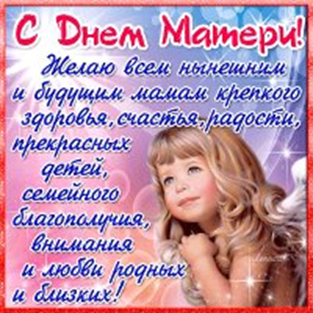 С Днем Матери!
Желаю всем нынешним
и будущим мамам крепкого
здоровья, счастья, радости,
прекрасных
детей,
семейного
благополучия,
внимания
и любви родных
и близких!